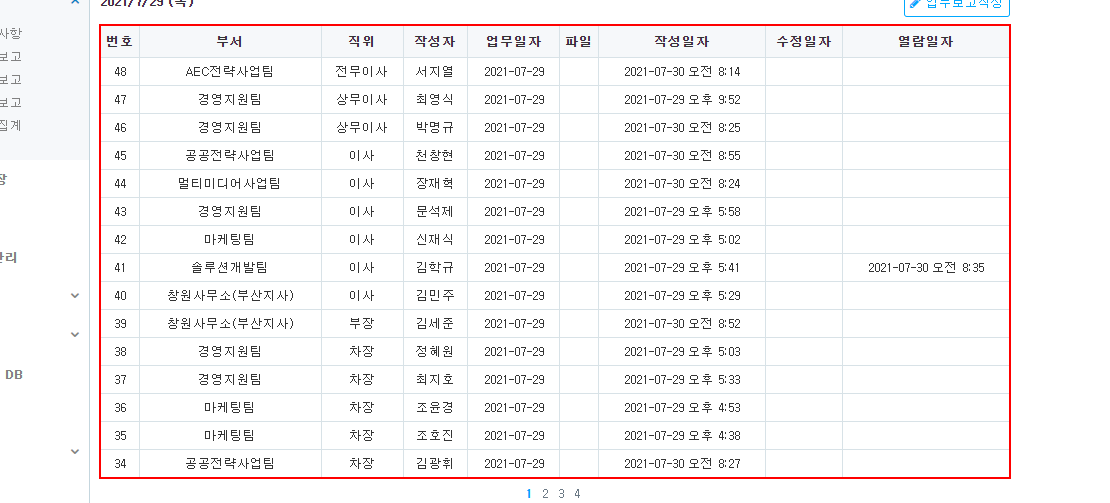 2021/7/29 (목)
업무보고작성
사항
보고
보고
보고
집계
장
관리
DB
번호 부서 직위 작성자 업무일자 파일 작성일자 수정일자 열람일자
48 AEC전략사업팀 전무이사 서지열 2021-07-29 2021-07-30 오전 8:14
47 경영지원팀 상무이사 최영식 2021-07-29 2021-07-29 오후 9:52
46 경영지원팀 상무이사 박명규 2021-07-29 2021-07-30 오전 8:25
45 공공전략사업팀 이사 천창현 2021-07-29 2021-07-30 오전 8:55
44 멀티미디어사업팀 이사 장재혁 2021-07-29 2021-07-30 오전 8:24
43 경영지원팀 이사 문석제 2021-07-29 2021-07-29 오후 5:58
42 마케팅팀 이사 신재식 2021-07-29 2021-07-29 오후 5:02
41 솔루션개발팀 이사 김학규 2021-07-29 2021-07-29 오후 5:41 2021-07-30 오전 8:35
40 창원사무소(부산지사) 이사 김민주 2021-07-29 2021-07-29 오후 5:29
39 창원사무소(부산지사) 부장 김세준 2021-07-29 2021-07-30 오전 8:52
38 경영지원팀 차장 정혜원 2021-07-29 2021-07-29 오후 5:03
37 경영지원팀 차장 최지호 2021-07-29 2021-07-29 오후 5:33
36 마케팅팀 차장 조윤경 2021-07-29 2021-07-29 오후 4:53
35 마케팅팀 차장 조호진 2021-07-29 2021-07-29 오후 4:38
34 공공전략사업팀 차장 김광휘 2021-07-29 2021-07-30 오전 8:27
1 2 3 4